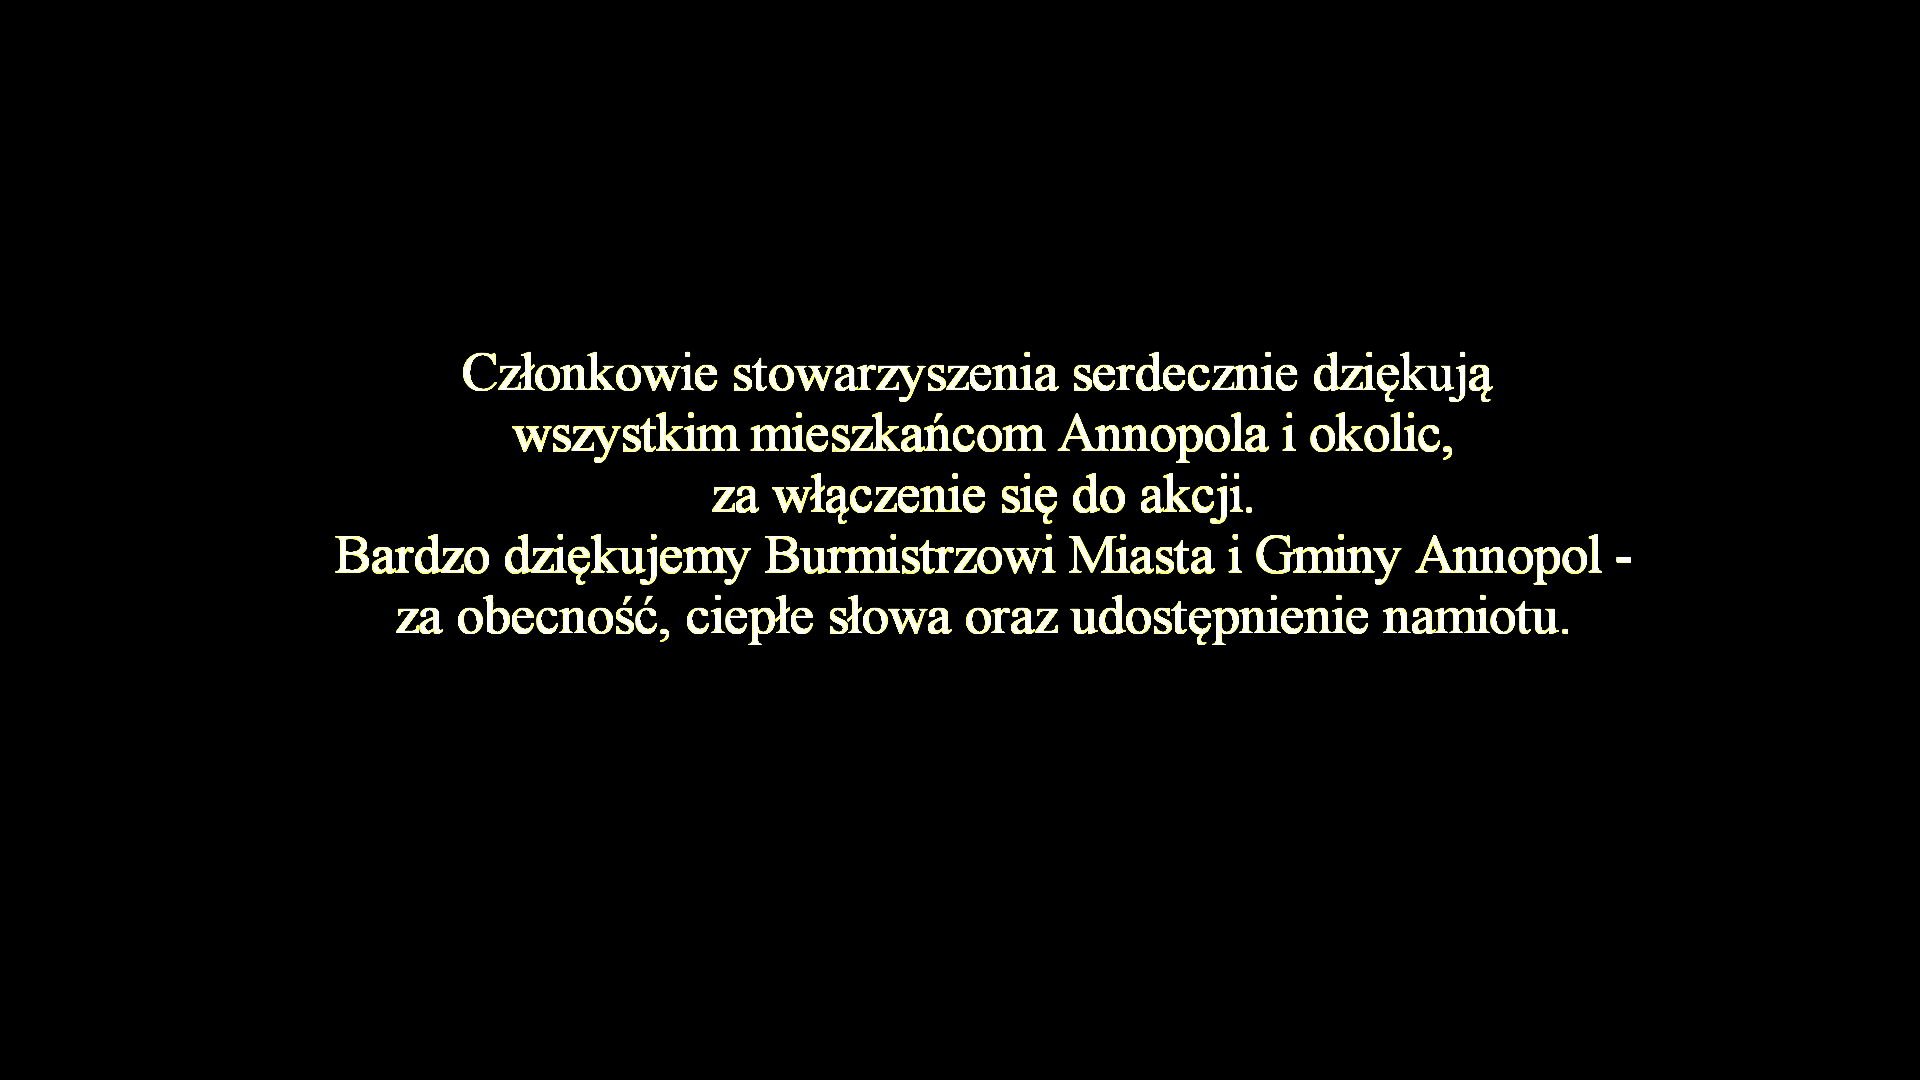 Członkowie stowarzyszenia serdecznie dziękują
wszystkim mieszkańcom Annopola i okolic,
za włączenie się do akcji.
Bardzo dziękujemy Burmistrzowi Miasta i Gminy Annopol -
za obecność, ciepłe słowa oraz udostępnienie namiotu.